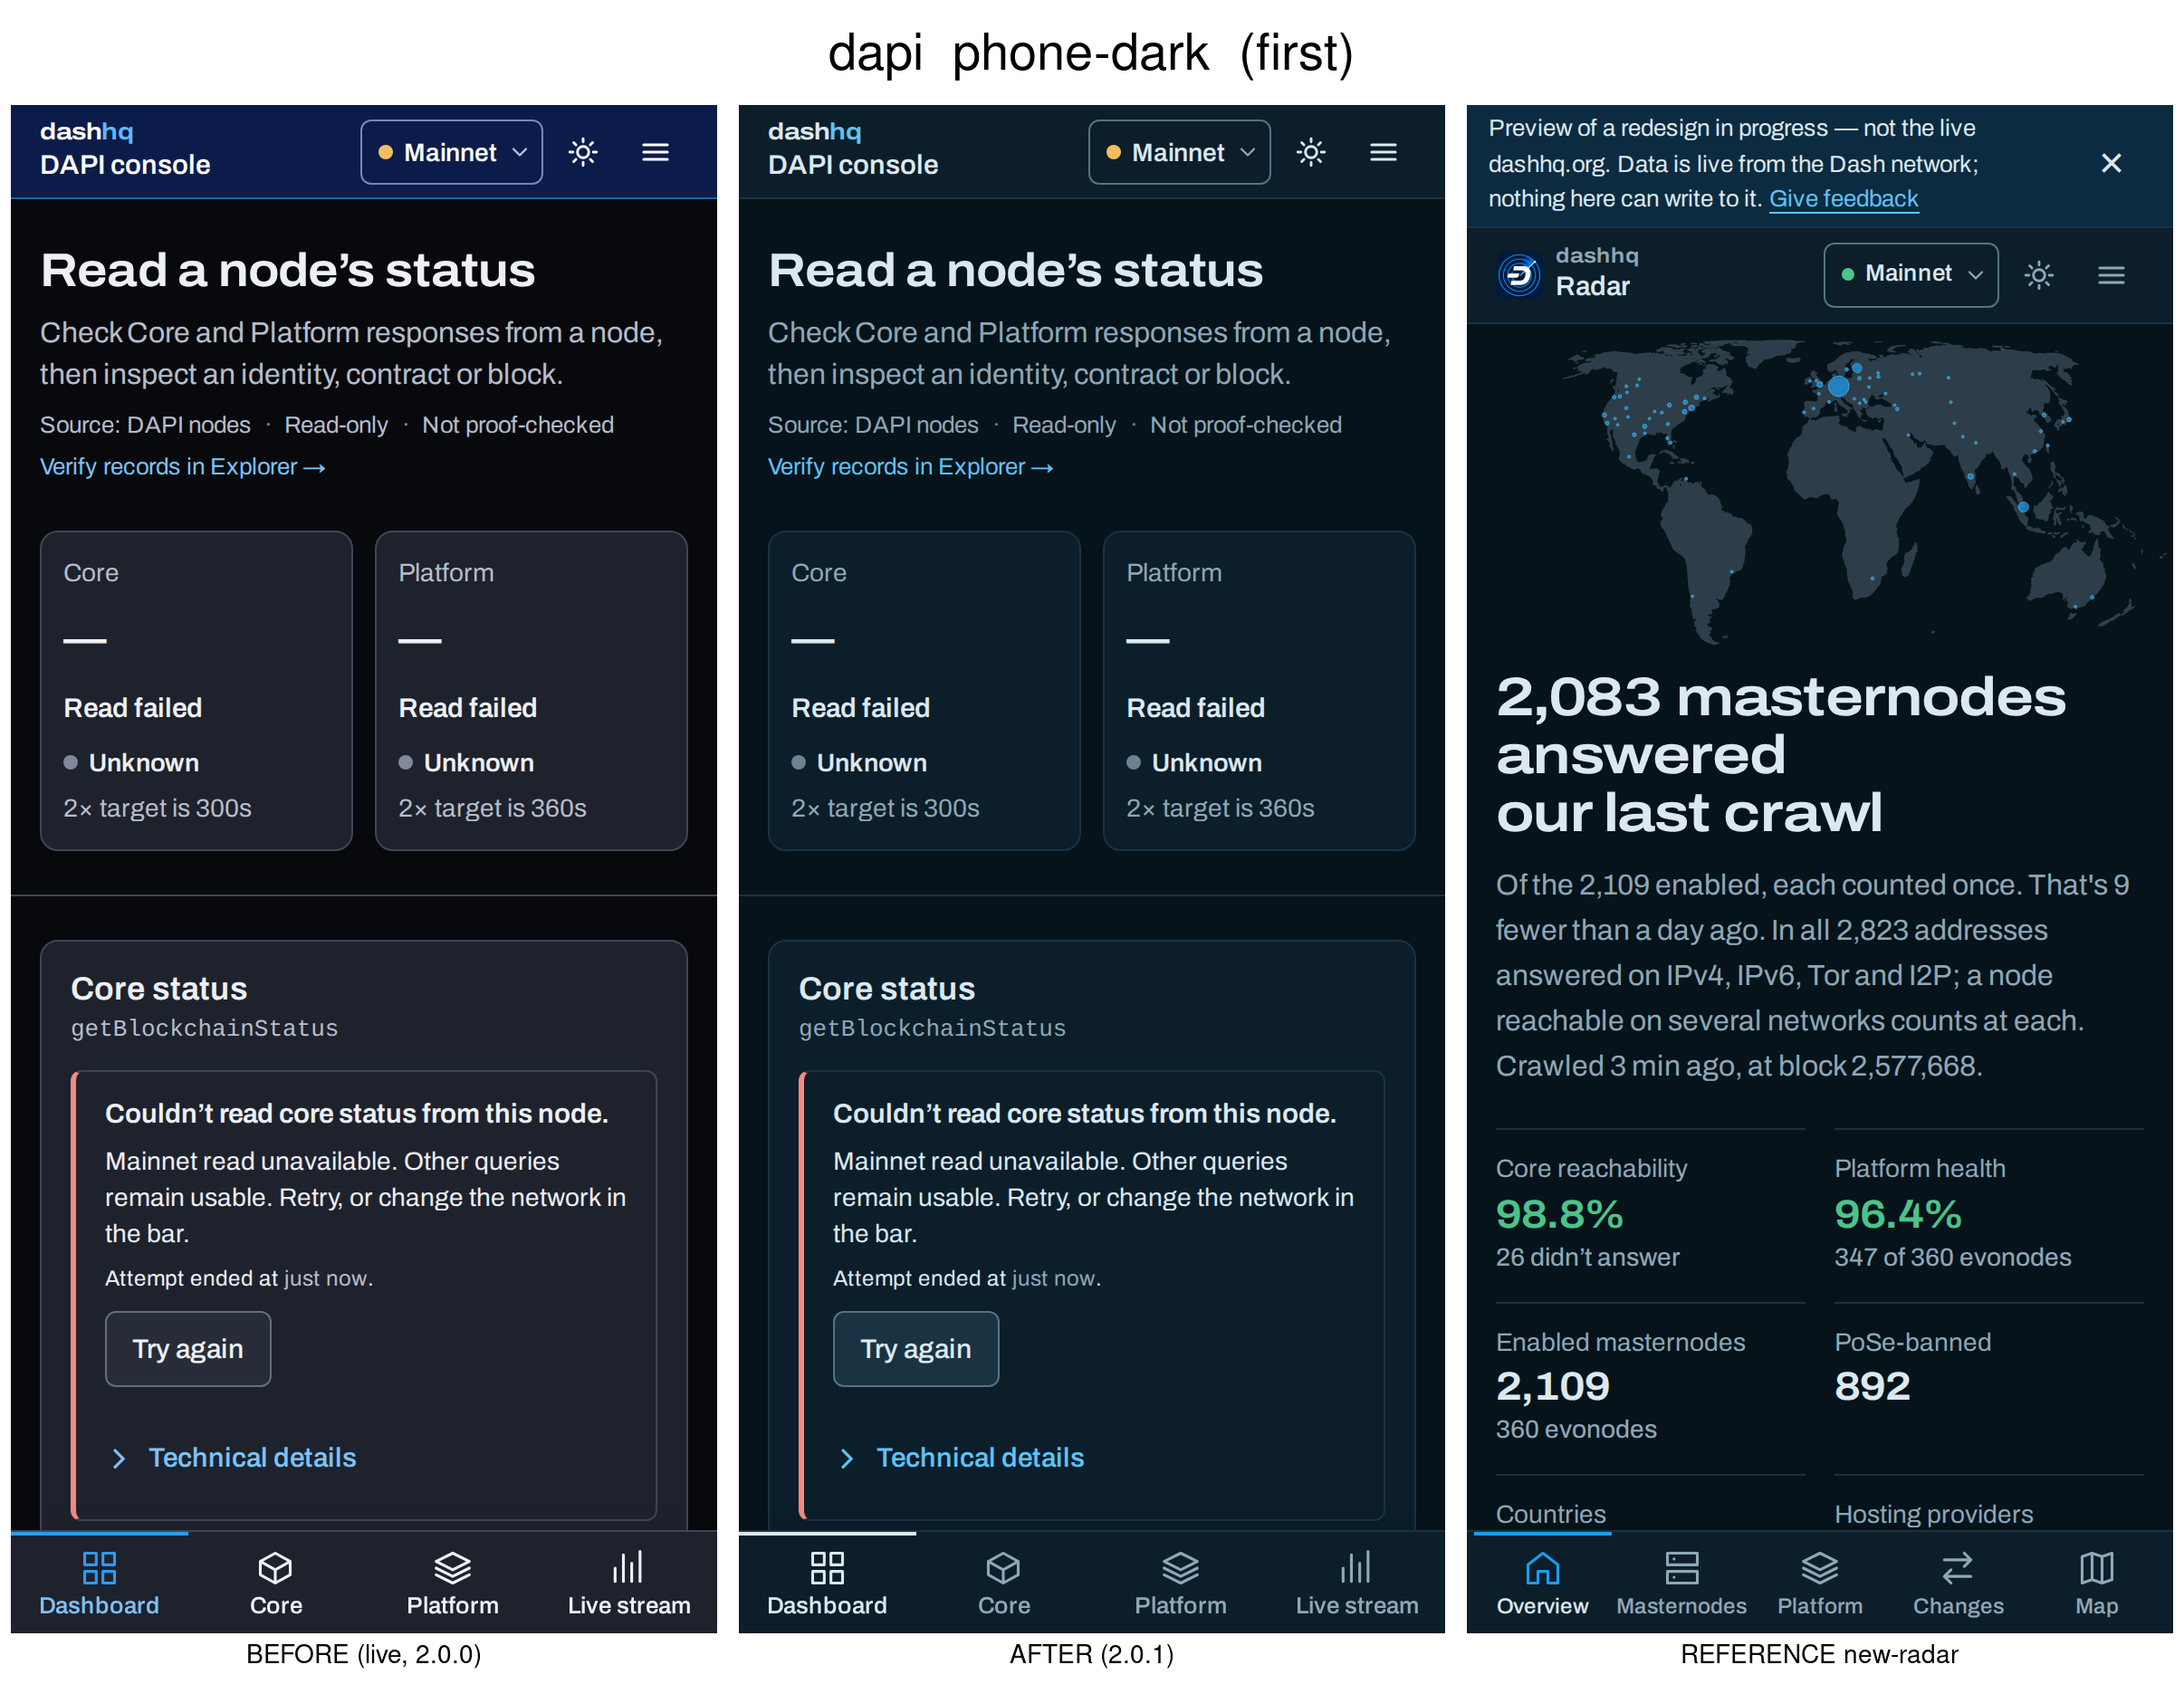 dapi phone-dark (first)
dashhq
DAPI console
Mainnet
Read a node’s status
Check Core and Platform responses from a node,
then inspect an identity, contract or block.
Source: DAPI nodes · Read-only · Not proof-checked
Verify records in Explorer →
Core
—
Read failed
Unknown
2× target is 300s
Platform
—
Read failed
Unknown
2× target is 360s
Core status
getBlockchainStatus
Couldn’t read core status from this node.
Mainnet read unavailable. Other queries
remain usable. Retry, or change the network in
the bar.
Attempt ended at just now.
Try again
Technical details
Dashboard
Core
Platform
Live stream
BEFORE (live, 2.0.0)
dashhq
DAPI console
Mainnet
Read a node’s status
Check Core and Platform responses from a node,
then inspect an identity, contract or block.
Source: DAPI nodes · Read-only · Not proof-checked
Verify records in Explorer →
Core
—
Read failed
Unknown
2× target is 300s
Platform
—
Read failed
Unknown
2× target is 360s
Core status
getBlockchainStatus
Couldn’t read core status from this node.
Mainnet read unavailable. Other queries
remain usable. Retry, or change the network in
the bar.
Attempt ended at just now.
Try again
Technical details
Dashboard
Core
Platform
Live stream
AFTER (2.0.1)
Preview of a redesign in progress — not the live
dashhq.org. Data is live from the Dash network;
nothing here can write to it. Give feedback
dashhq
Radar
Mainnet
2,083 masternodes
answered
our last crawl
Of the 2,109 enabled, each counted once. That's 9
fewer than a day ago. In all 2,823 addresses
answered on IPv4, IPv6, Tor and I2P; a node
reachable on several networks counts at each.
Crawled 3 min ago, at block 2,577,668.
Core reachability
98.8%
26 didn’t answer
Platform health
96.4%
347 of 360 evonodes
Enabled masternodes
2,109
360 evonodes
PoSe-banned
892
Countries
Hosting providers
Overview
Masternodes
Platform
Changes
Map
REFERENCE new-radar